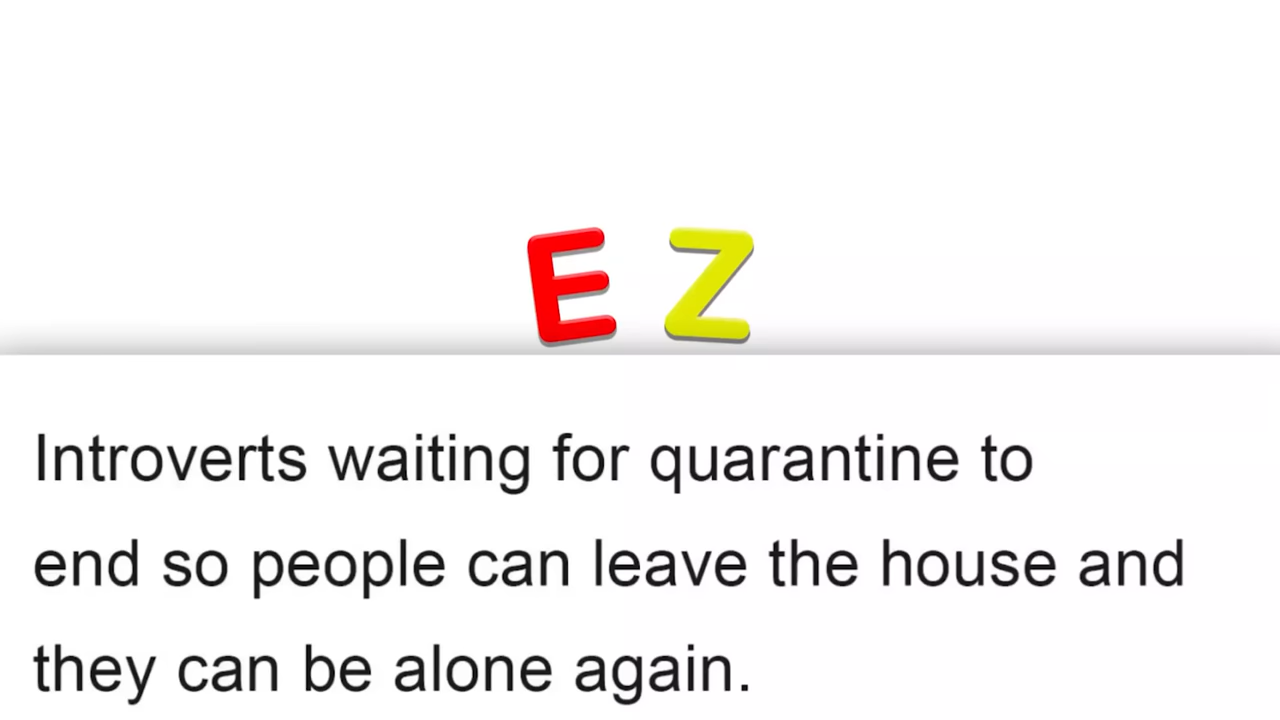 E Z
Introverts waiting for quarantine to
end so people can leave the house and
they can be alone again.